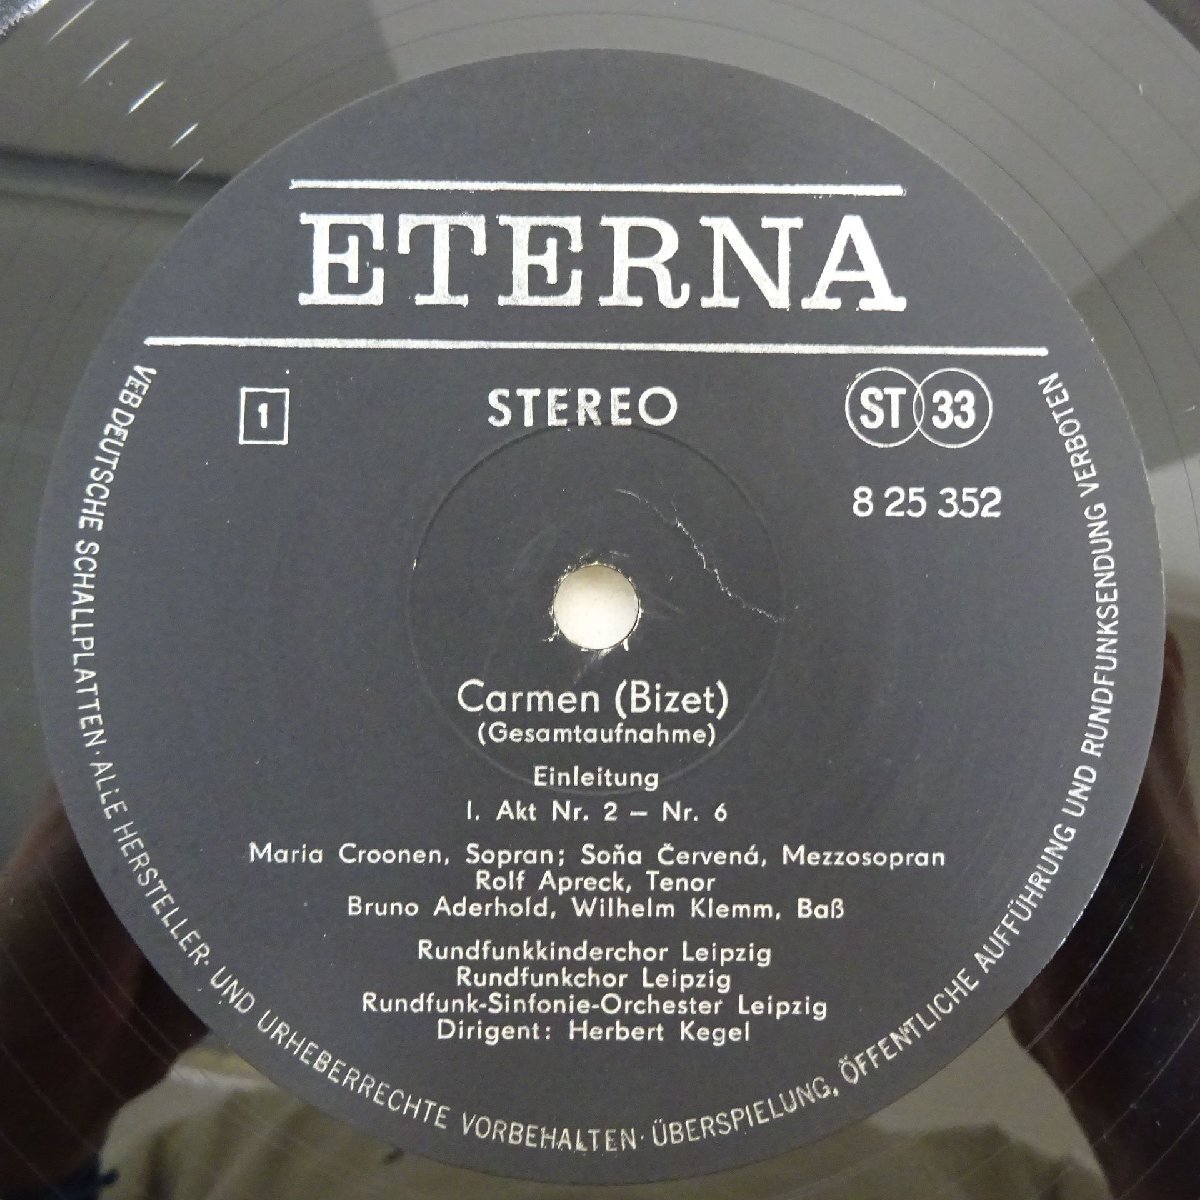 ETERNA
1
STEREO
ST 33
8 25 352
Carmen (Bizet)
(Gesamtaufnahme)
Einleitung
I. Akt Nr. 2 – Nr. 6
Maria Croonen, Sopran; Soňa Červená, Mezzosopran
Rolf Apreck, Tenor
Bruno Aderhold, Wilhelm Klemm, Baß
Rundfunkkinderchor Leipzig
Rundfunkchor Leipzig
Rundfunk-Sinfonie-Orchester Leipzig
Dirigent: Herbert Kegel
VEB DEUTSCHE SCHALLPLATTEN · ALLE HERSTELLER- UND URHEBERRECHTE VORBEHALTEN · ÜBERSPIELUNG, ÖFFENTLICHE AUFFÜHRUNG UND RUNDFUNKSENDUNG VERBOTEN